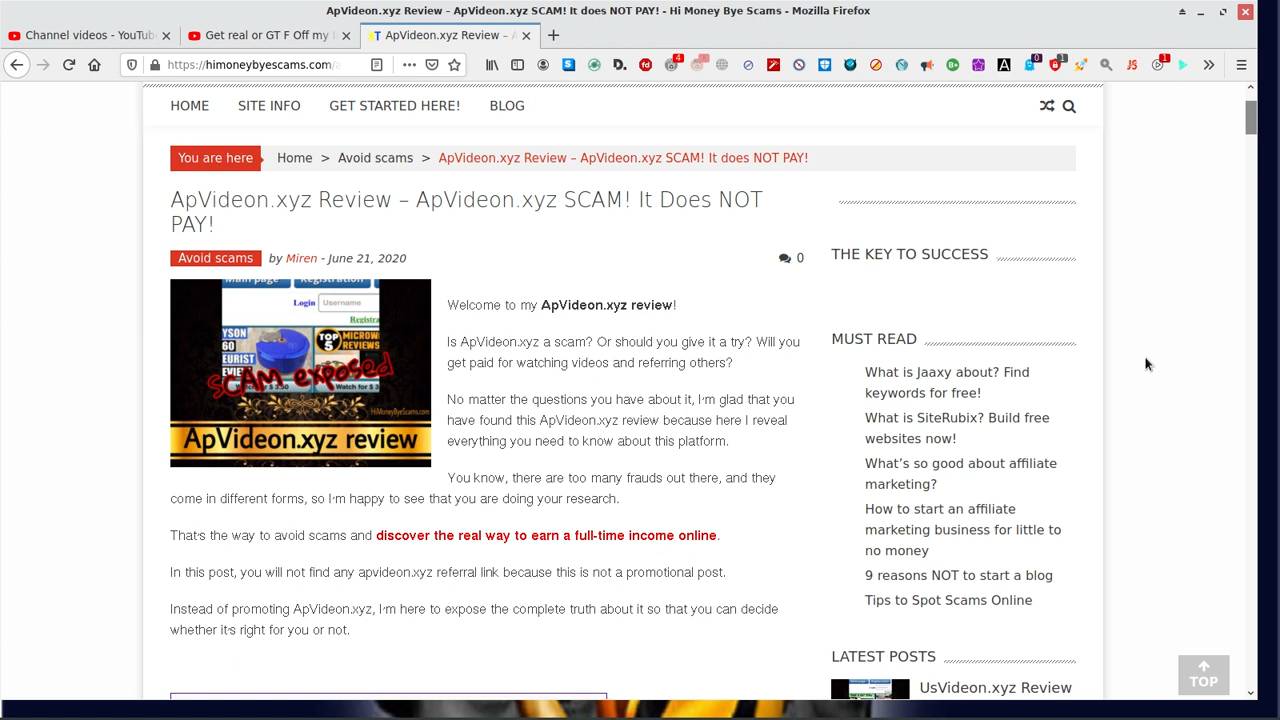 ApVideon.xyz Review – ApVideon.xyz SCAM! It does NOT PAY! - Hi Money Bye Scams - Mozilla Firefox
Channel videos - YouTube
Get real or GT F Off my
ApVideon.xyz Review –
https://himoneybyescams.com/
HOME SITE INFO GET STARTED HERE! BLOG
You are here Home > Avoid scams > ApVideon.xyz Review – ApVideon.xyz SCAM! It does NOT PAY!
ApVideon.xyz Review – ApVideon.xyz SCAM! It Does NOT
PAY!
Avoid scams by Miren - June 21, 2020 0
Main page Registration
Login Username
TOP 5
Watch for $ 3.50
SCAM exposed
HiMoneyByeScams.com
ApVideon.xyz review
Welcome to my ApVideon.xyz review!
Is ApVideon.xyz a scam? Or should you give it a try? Will you
get paid for watching videos and referring others?
No matter the questions you have about it, I'm glad that you
have found this ApVideon.xyz review because here I reveal
everything you need to know about this platform.
You know, there are too many frauds out there, and they
come in different forms, so I'm happy to see that you are doing your research.
That's the way to avoid scams and discover the real way to earn a full-time income online.
In this post, you will not find any apvideon.xyz referral link because this is not a promotional post.
Instead of promoting ApVideon.xyz, I'm here to expose the complete truth about it so that you can decide
whether it's right for you or not.
THE KEY TO SUCCESS
MUST READ
What is Jaaxy about? Find
keywords for free!
What is SiteRubix? Build free
websites now!
What's so good about affiliate
marketing?
How to start an affiliate
marketing business for little to
no money
9 reasons NOT to start a blog
Tips to Spot Scams Online
LATEST POSTS
UsVideon.xyz Review
TOP